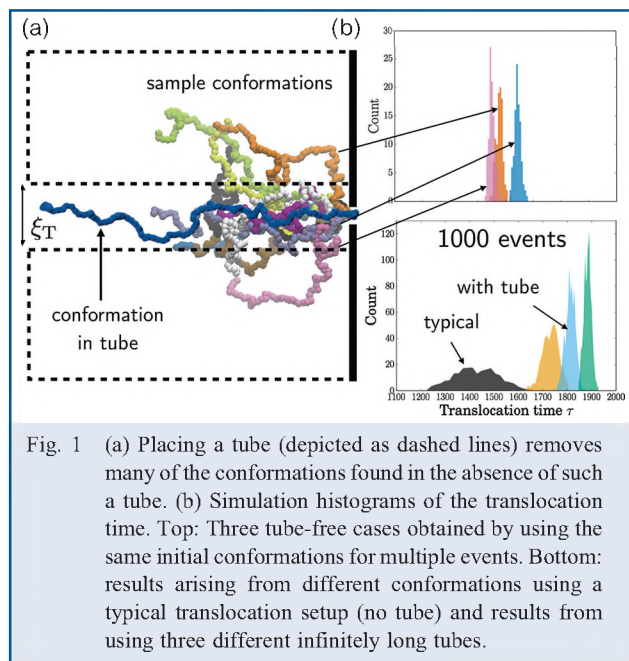 (a)
sample conformations
ξT
conformation
in tube
(b)
30
25
20
15
10
5
0
Count
1000 events
with tube
typical
120
100
80
60
40
20
0
Count
1100 1200 1300 1400 1500 1600 1700 1800 1900 2000
Translocation time τ
Fig. 1 (a) Placing a tube (depicted as dashed lines) removes
many of the conformations found in the absence of such
a tube. (b) Simulation histograms of the translocation
time. Top: Three tube-free cases obtained by using the
same initial conformations for multiple events. Bottom:
results arising from different conformations using a
typical translocation setup (no tube) and results from
using three different infinitely long tubes.